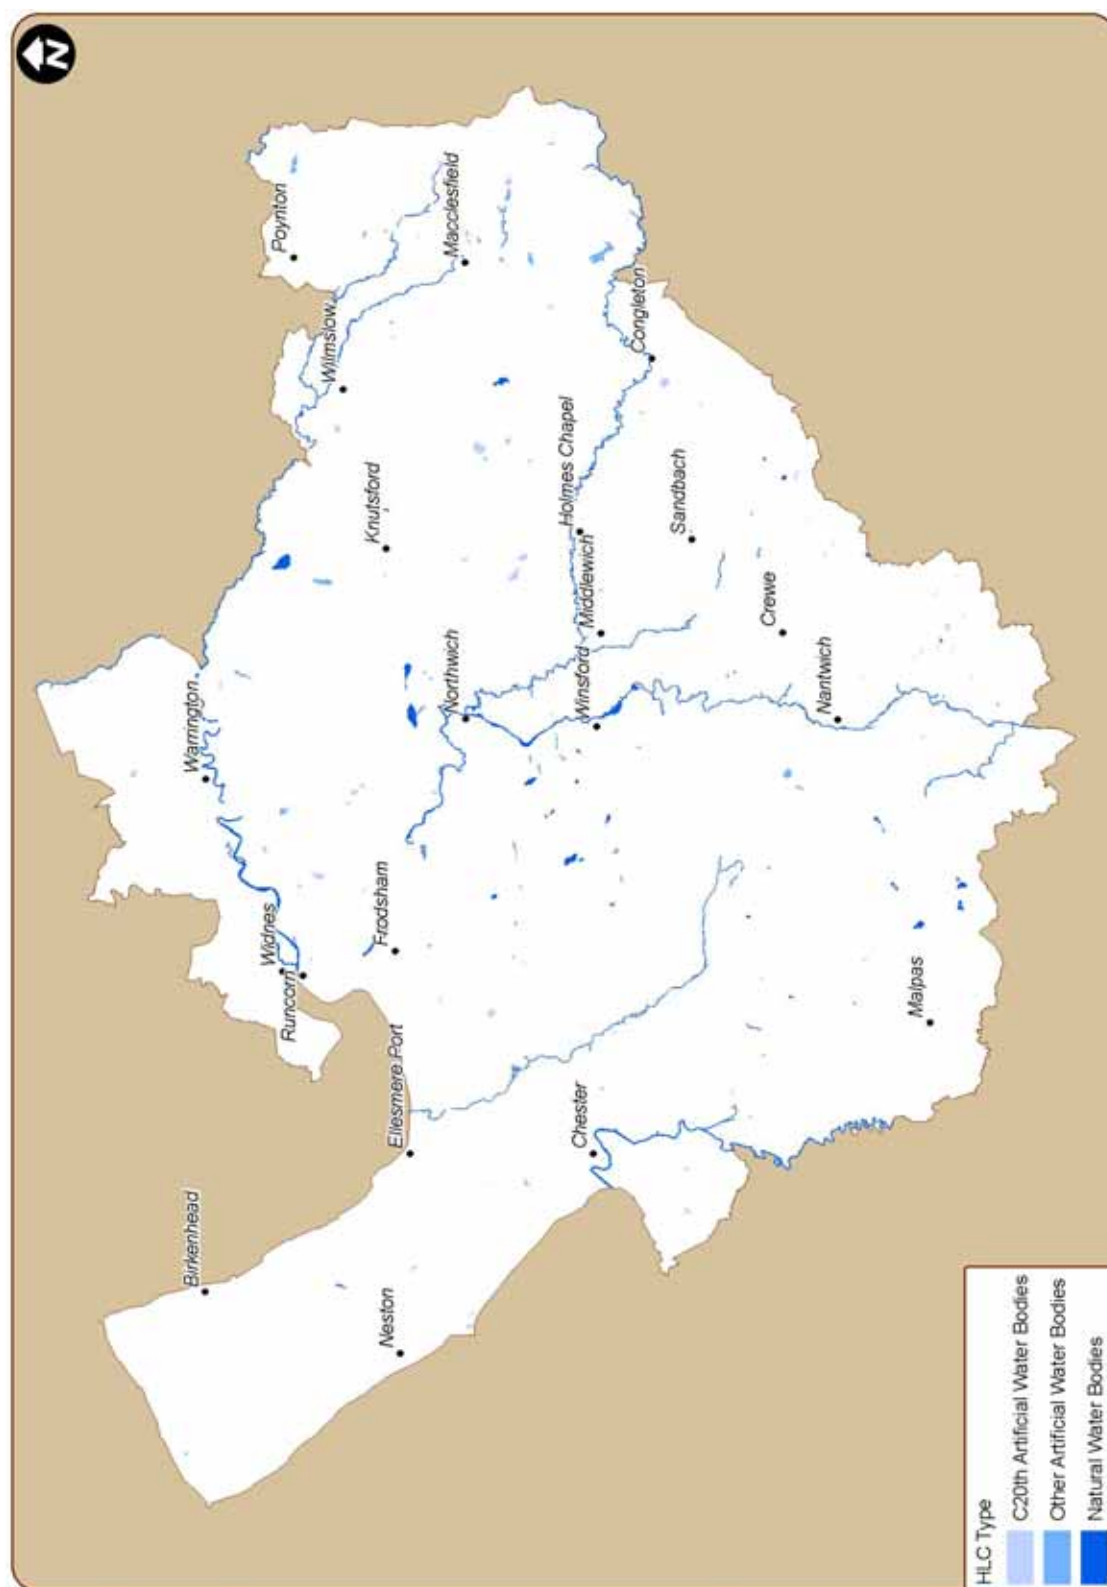 N
Poynton
Wilmslow
Macclesfield
Congleton
Knutsford
Holmes Chapel
Sandbach
Middlewich
Crewe
Northwich
Winsford
Nantwich
Warrington
Widnes
Runcorn
Frodsham
Malpas
Ellesmere Port
Chester
Birkenhead
Neston
HLC Type
C20th Artificial Water Bodies
Other Artificial Water Bodies
Natural Water Bodies